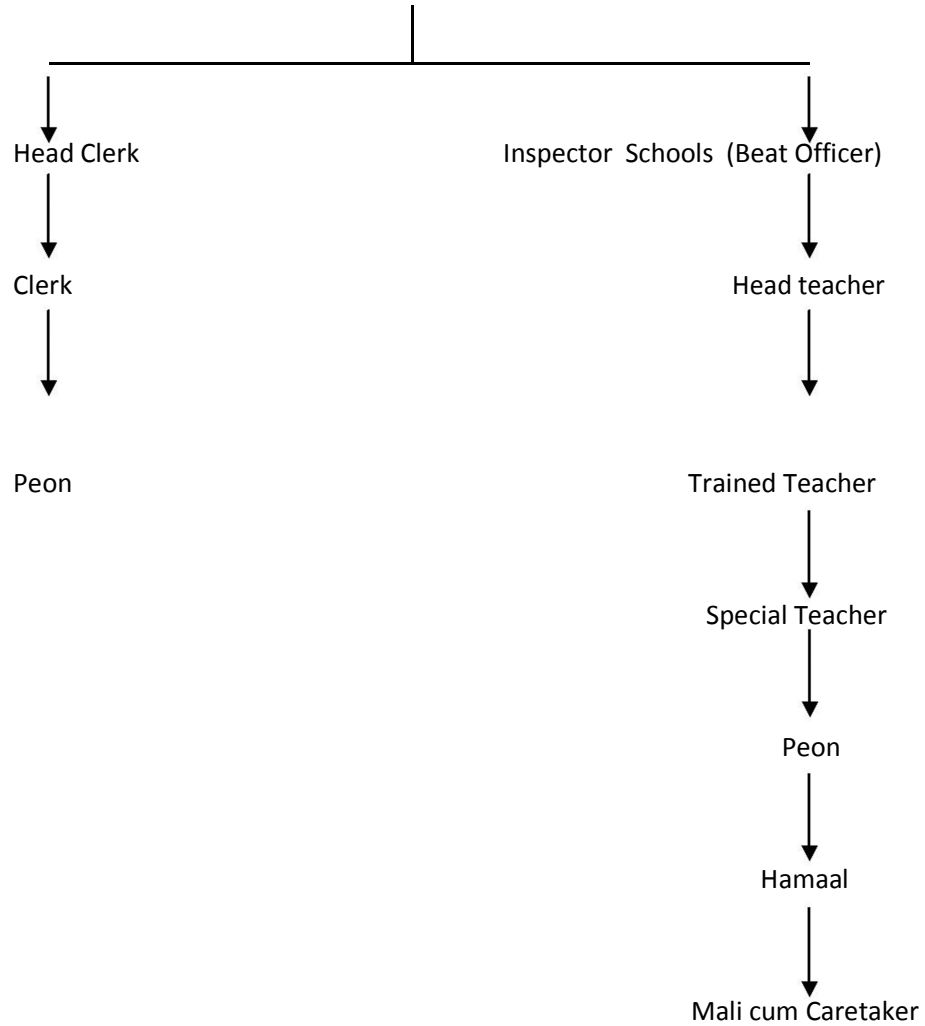 Head Clerk
Inspector Schools (Beat Officer)
Clerk
Head teacher
Peon
Trained Teacher
Special Teacher
Peon
Hamaal
Mali cum Caretaker